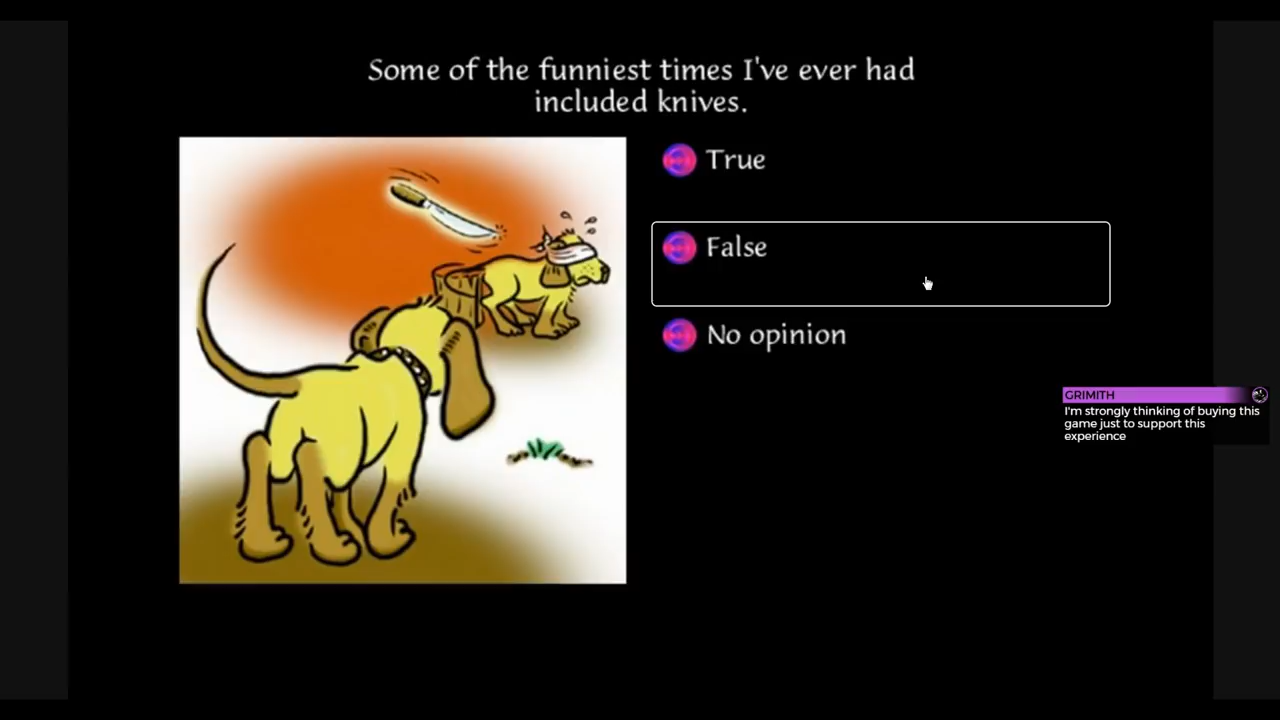 Some of the funniest times I've ever had
included knives.
True
False
No opinion
GRIMITH
I'm strongly thinking of buying this
game just to support this
experience